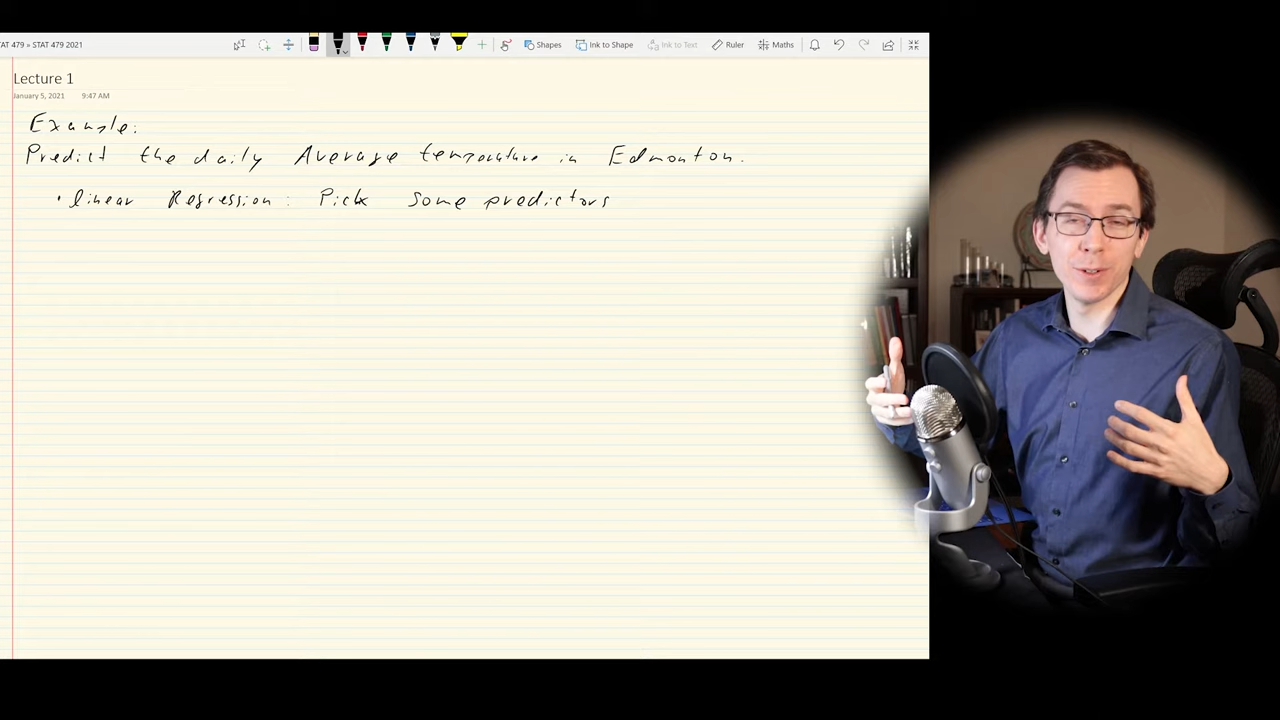 TAT 479 » STAT 479 2021
Shapes
Ink to Shape
Ink to Text
Ruler
Maths
Lecture 1
January 5, 2021 9:47 AM
Example:
Predict the daily Average temperature in Edmonton.
• linear Regression: Pick some predictors